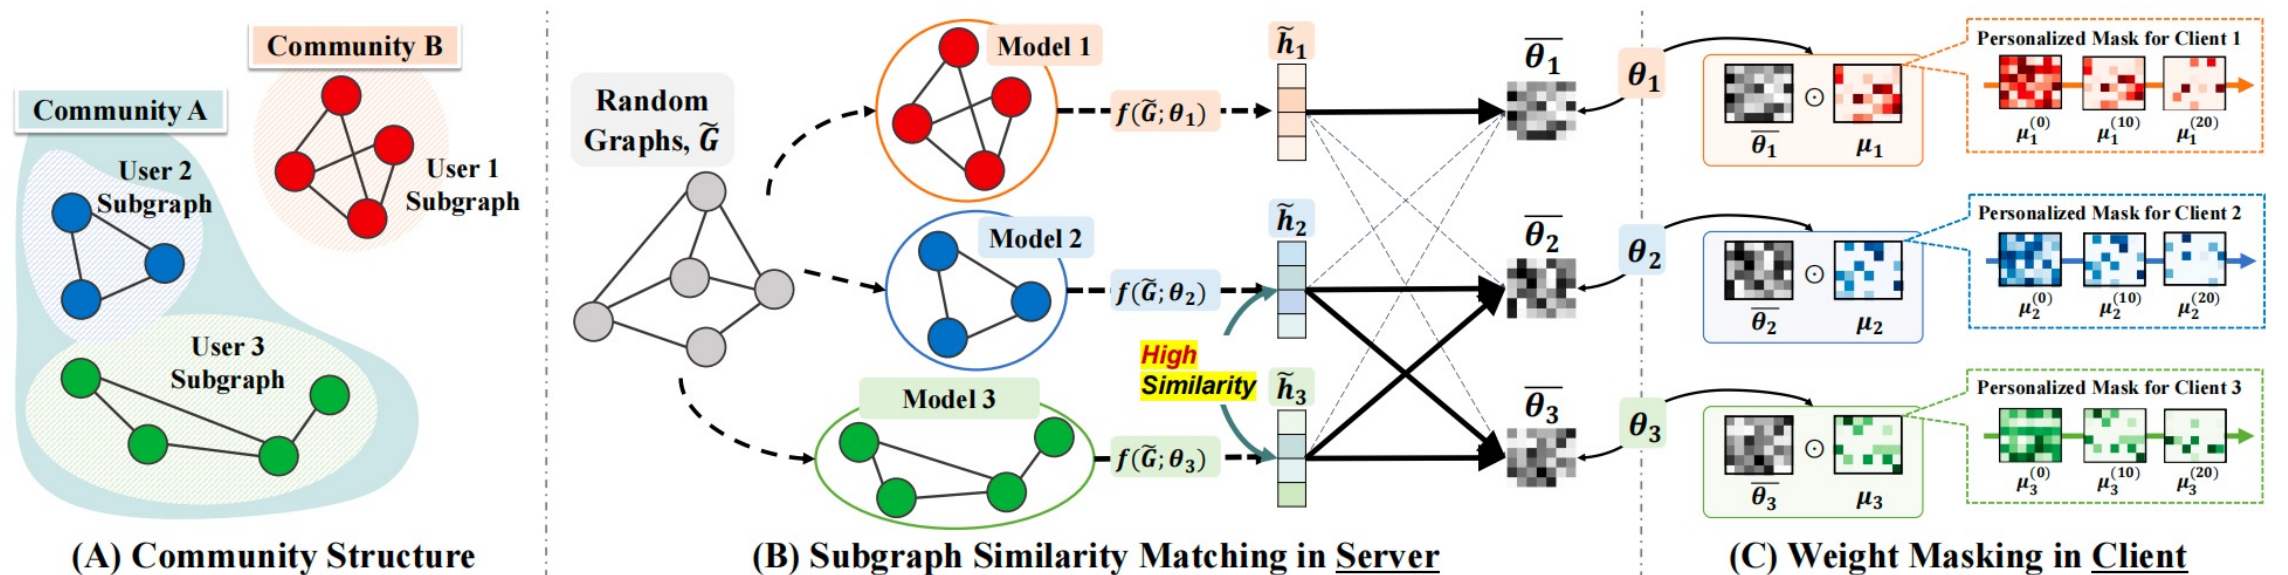 Community B
Community A
User 2
Subgraph
User 1
Subgraph
User 3
Subgraph
(A) Community Structure
Random
Graphs, G̃
Model 1
f(G̃; θ₁)
h̃₁
θ̅₁
Model 2
f(G̃; θ₂)
h̃₂
θ̅₂
High
Similarity
Model 3
f(G̃; θ₃)
h̃₃
θ̅₃
(B) Subgraph Similarity Matching in Server
θ₁
θ̅₁
⊙
μ₁
Personalized Mask for Client 1
μ₁⁽⁰⁾ μ₁⁽¹⁰⁾ μ₁⁽²⁰⁾
θ₂
θ̅₂
⊙
μ₂
Personalized Mask for Client 2
μ₂⁽⁰⁾ μ₂⁽¹⁰⁾ μ₂⁽²⁰⁾
θ₃
θ̅₃
⊙
μ₃
Personalized Mask for Client 3
μ₃⁽⁰⁾ μ₃⁽¹⁰⁾ μ₃⁽²⁰⁾
(C) Weight Masking in Client